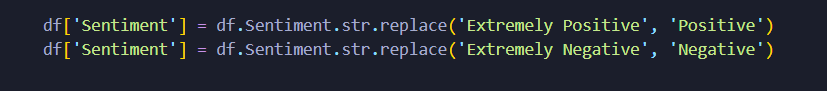 df['Sentiment'] = df.Sentiment.str.replace('Extremely Positive', 'Positive')
df['Sentiment'] = df.Sentiment.str.replace('Extremely Negative', 'Negative')